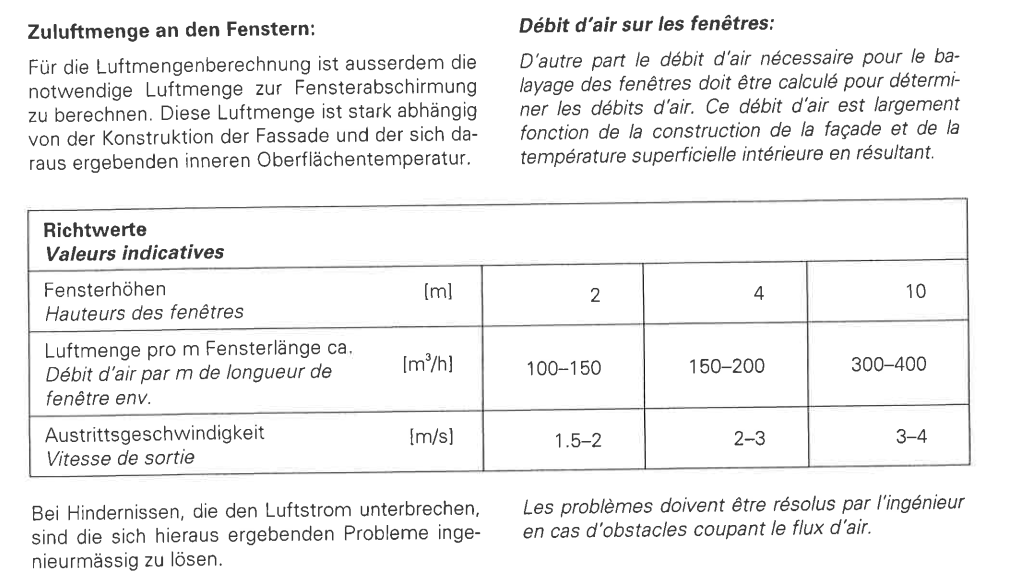 Zuluftmenge an den Fenstern:
Für die Luftmengenberechnung ist ausserdem die
notwendige Luftmenge zur Fensterabschirmung
zu berechnen. Diese Luftmenge ist stark abhängig
von der Konstruktion der Fassade und der sich da-
raus ergebenden inneren Oberflächentemperatur.
Débit d'air sur les fenêtres:
D'autre part le débit d'air nécessaire pour le ba-
layage des fenêtres doit être calculé pour détermi-
ner les débits d'air. Ce débit d'air est largement
fonction de la construction de la façade et de la
température superficielle intérieure en résultant.
Richtwerte
Valeurs indicatives
Fensterhöhen [m] 2 4 10
Hauteurs des fenêtres
Luftmenge pro m Fensterlänge ca. [m³/h] 100–150 150–200 300–400
Débit d'air par m de longueur de
fenêtre env.
Austrittsgeschwindigkeit [m/s] 1.5–2 2–3 3–4
Vitesse de sortie
Bei Hindernissen, die den Luftstrom unterbrechen,
sind die sich hieraus ergebenden Probleme inge-
nieurmässig zu lösen.
Les problèmes doivent être résolus par l'ingénieur
en cas d'obstacles coupant le flux d'air.